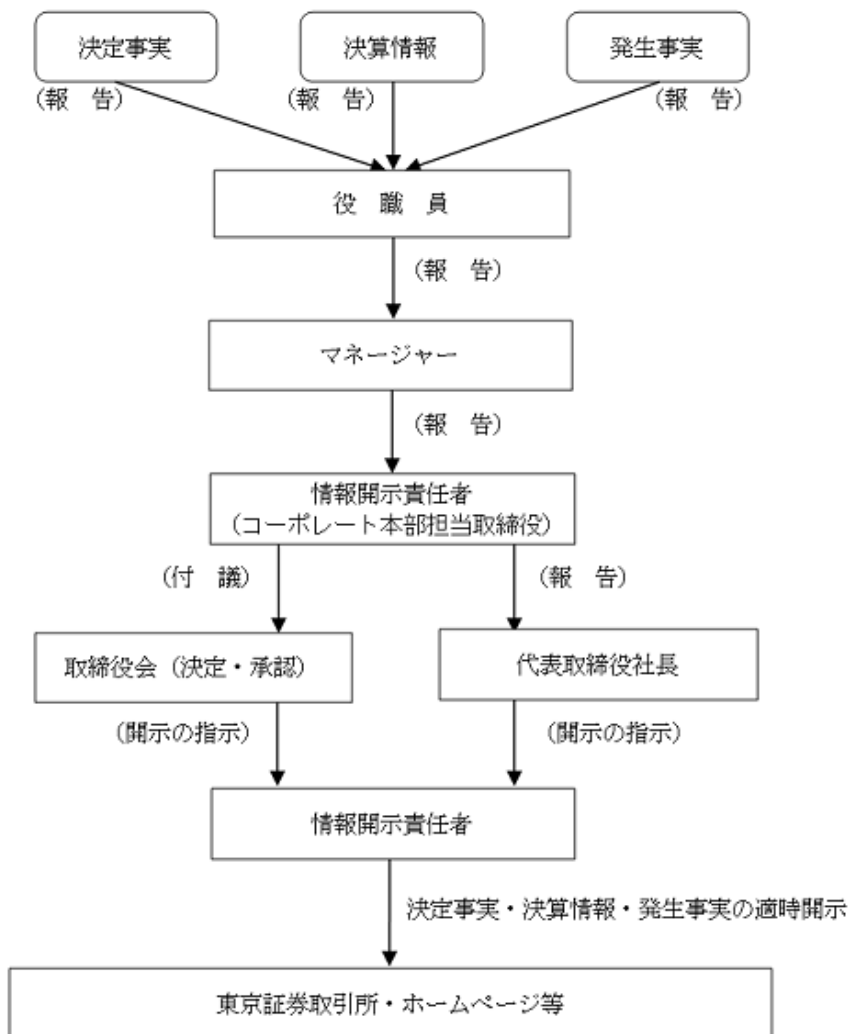 決定事実
決算情報
発生事実
(報　告)
(報　告)
(報　告)
役　職　員
(報　告)
マネージャー
(報　告)
情報開示責任者
(コーポレート本部担当取締役)
(付　議)
(報　告)
取締役会（決定・承認）
代表取締役社長
(開示の指示)
(開示の指示)
情報開示責任者
決定事実・決算情報・発生事実の適時開示
東京証券取引所・ホームページ等